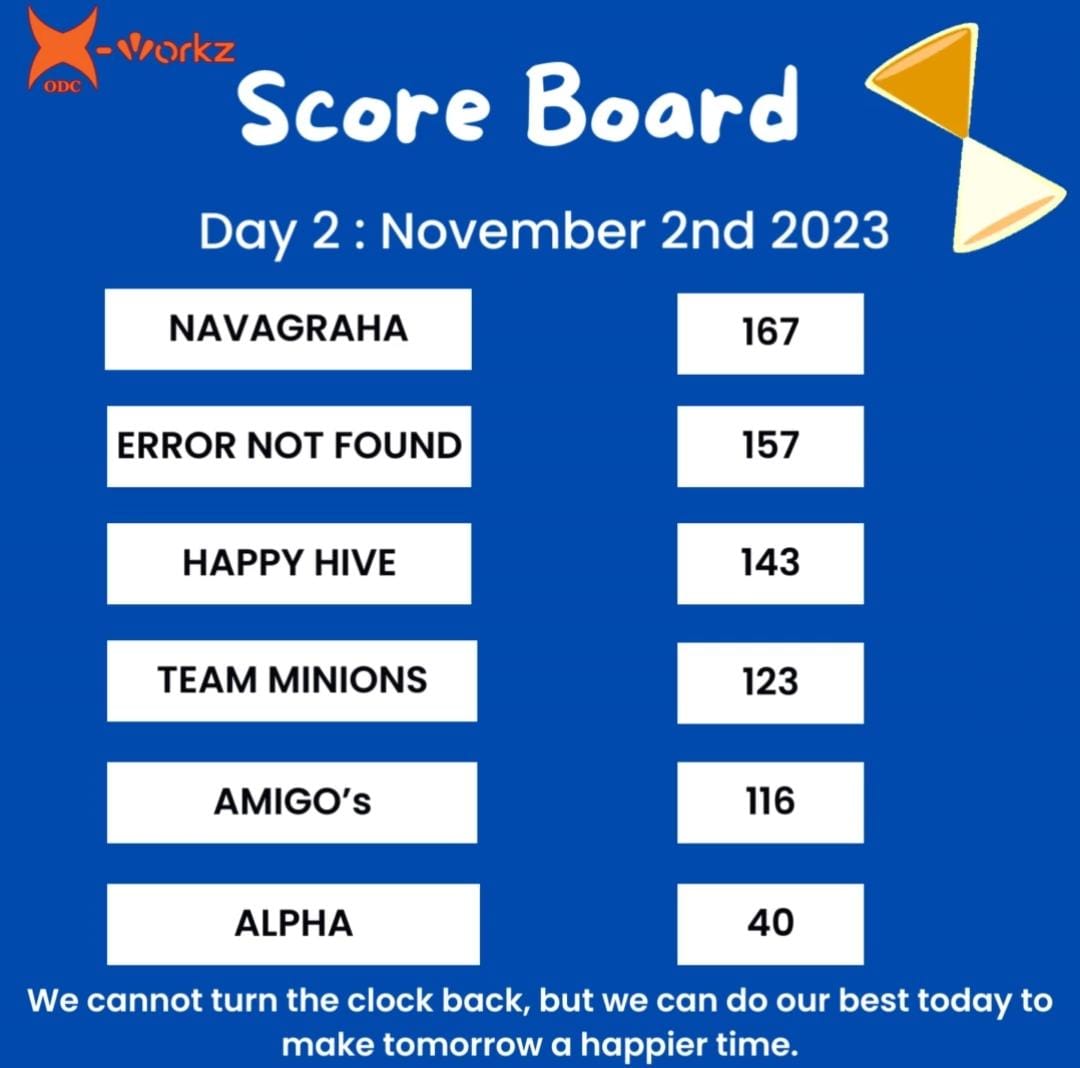 X-workz
ODC
Score Board
Day 2 : November 2nd 2023
NAVAGRAHA 167
ERROR NOT FOUND 157
HAPPY HIVE 143
TEAM MINIONS 123
AMIGO’s 116
ALPHA 40
We cannot turn the clock back, but we can do our best today to
make tomorrow a happier time.